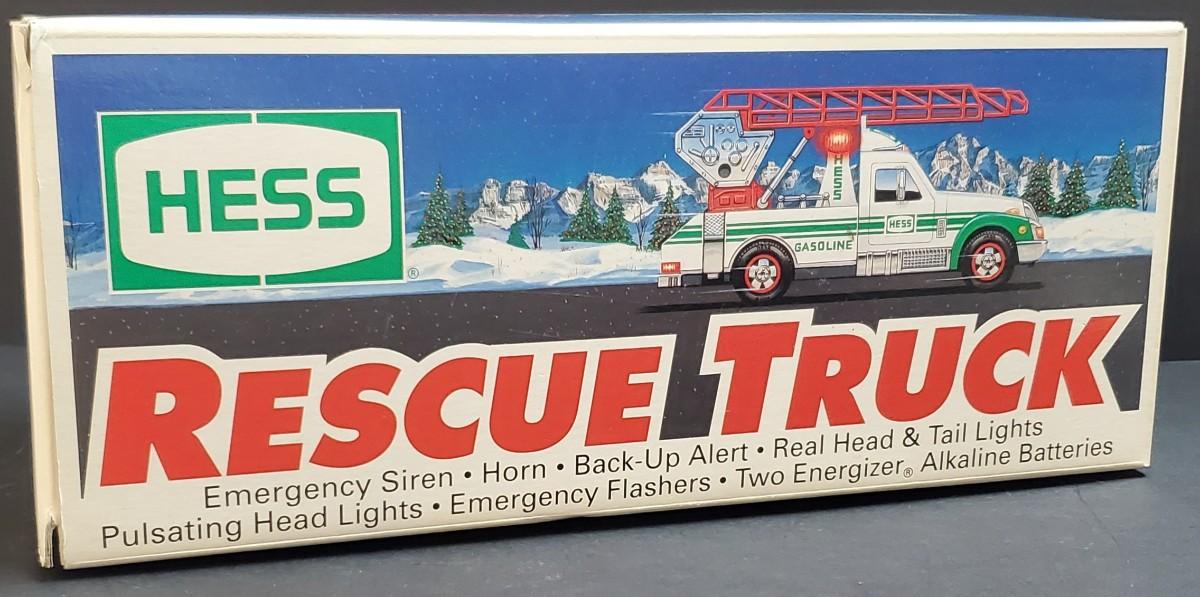 HESS
®
HESS
HESS
GASOLINE
RESCUE TRUCK
Emergency Siren • Horn • Back-Up Alert • Real Head & Tail Lights
Pulsating Head Lights • Emergency Flashers • Two Energizer® Alkaline Batteries